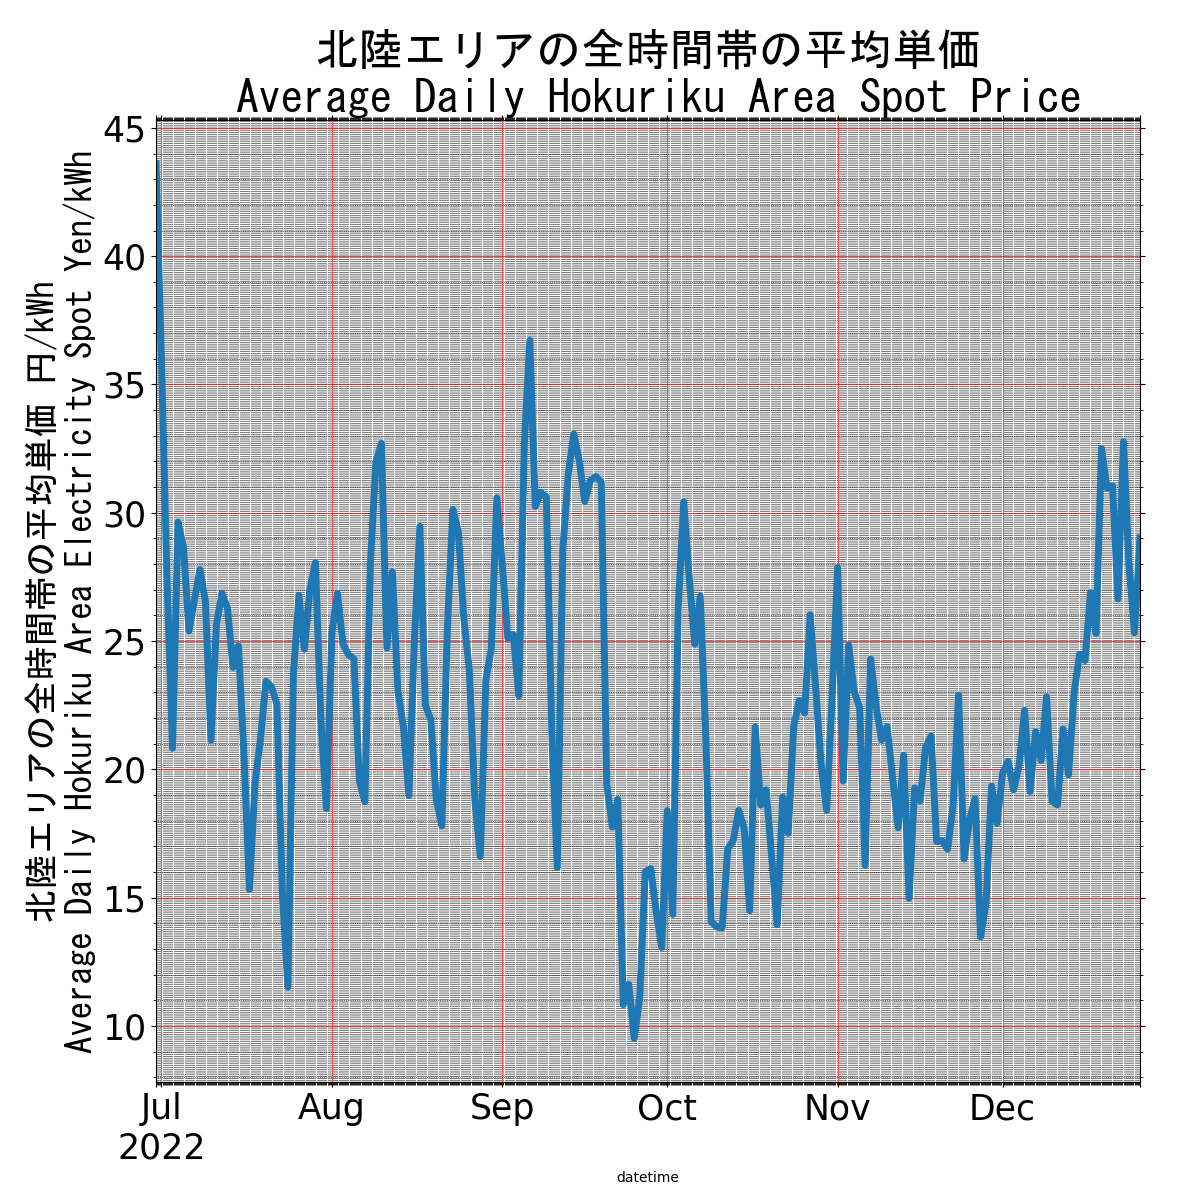 北陸エリアの全時間帯の平均単価
Average Daily Hokuriku Area Spot Price
北陸エリアの全時間帯の平均単価 円/kWh
Average Daily Hokuriku Area Electricity Spot Yen/kWh
45
40
35
30
25
20
15
10
Jul
2022
Aug
Sep
Oct
Nov
Dec
datetime